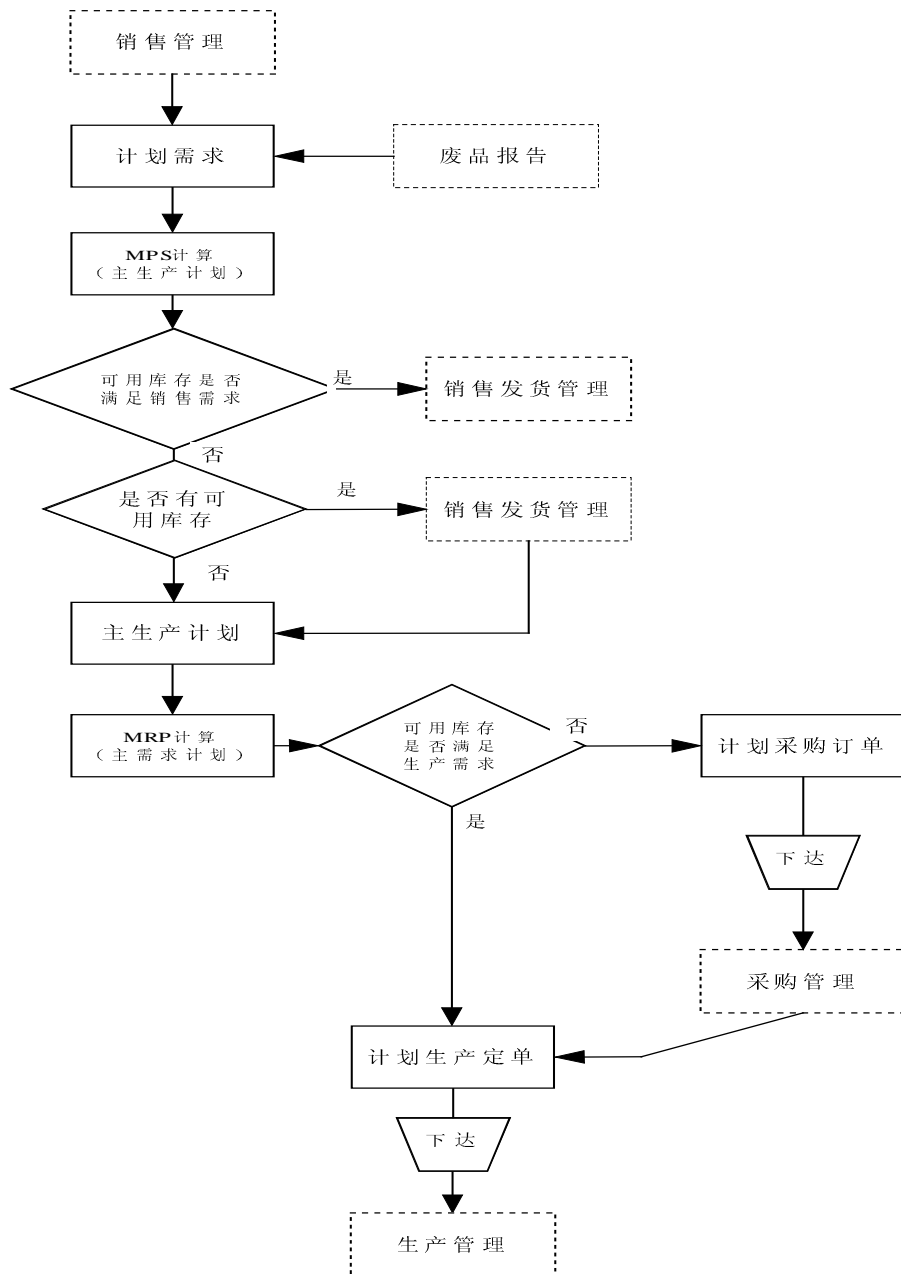 销售管理
计划需求
废品报告
MPS计算
（主生产计划）
可用库存是否
满足销售需求
是
销售发货管理
否
是否有可
用库存
是
销售发货管理
否
主生产计划
MRP计算
（主需求计划）
可用库存
是否满足
生产需求
否
计划采购订单
是
下达
采购管理
计划生产定单
下达
生产管理